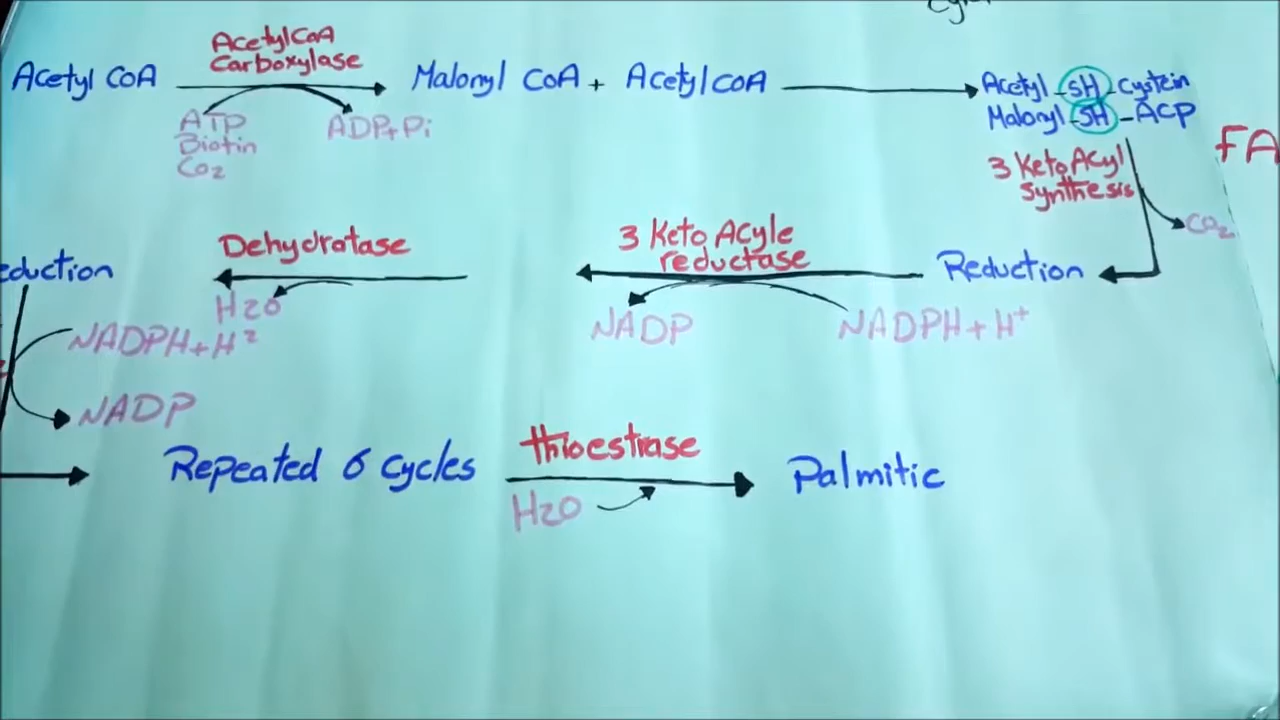 Acetyl CoA
Acetyl CoA
Carboxylase
ATP
Biotin
Co2
ADP+Pi
Malonyl CoA + Acetyl COA
Acetyl-SH-Cystein
Malonyl-SH-ACP
3 Keto Acyl
Synthesis
CO2
FA
Reduction
3 Keto Acyle
reductase
NADPH+H+
NADP
Dehydratase
H2O
eduction
NADPH+H2
NADP
Repeated 6 Cycles
thioestrase
H2O
Palmitic